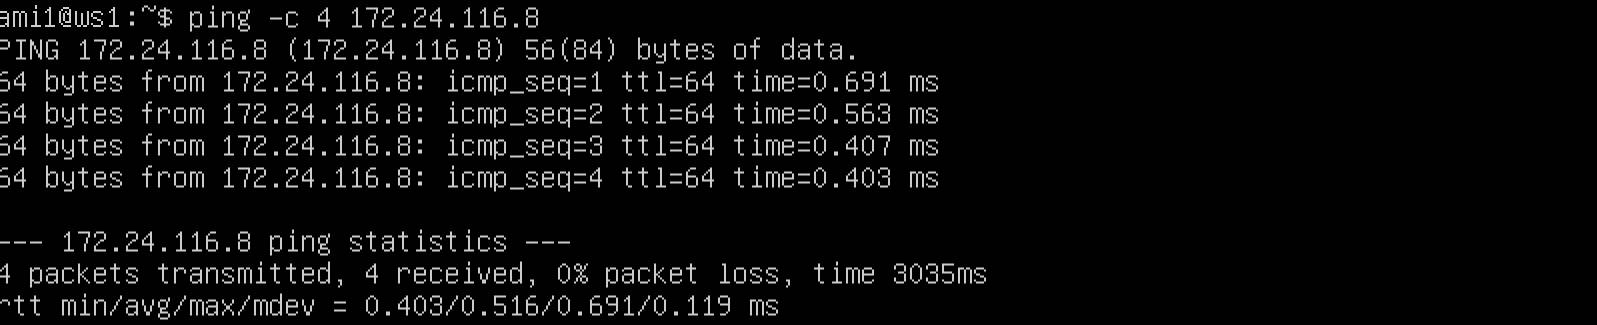 ami1@ws1:~$ ping -c 4 172.24.116.8
PING 172.24.116.8 (172.24.116.8) 56(84) bytes of data.
64 bytes from 172.24.116.8: icmp_seq=1 ttl=64 time=0.691 ms
64 bytes from 172.24.116.8: icmp_seq=2 ttl=64 time=0.563 ms
64 bytes from 172.24.116.8: icmp_seq=3 ttl=64 time=0.407 ms
64 bytes from 172.24.116.8: icmp_seq=4 ttl=64 time=0.403 ms
--- 172.24.116.8 ping statistics ---
4 packets transmitted, 4 received, 0% packet loss, time 3035ms
rtt min/avg/max/mdev = 0.403/0.516/0.691/0.119 ms